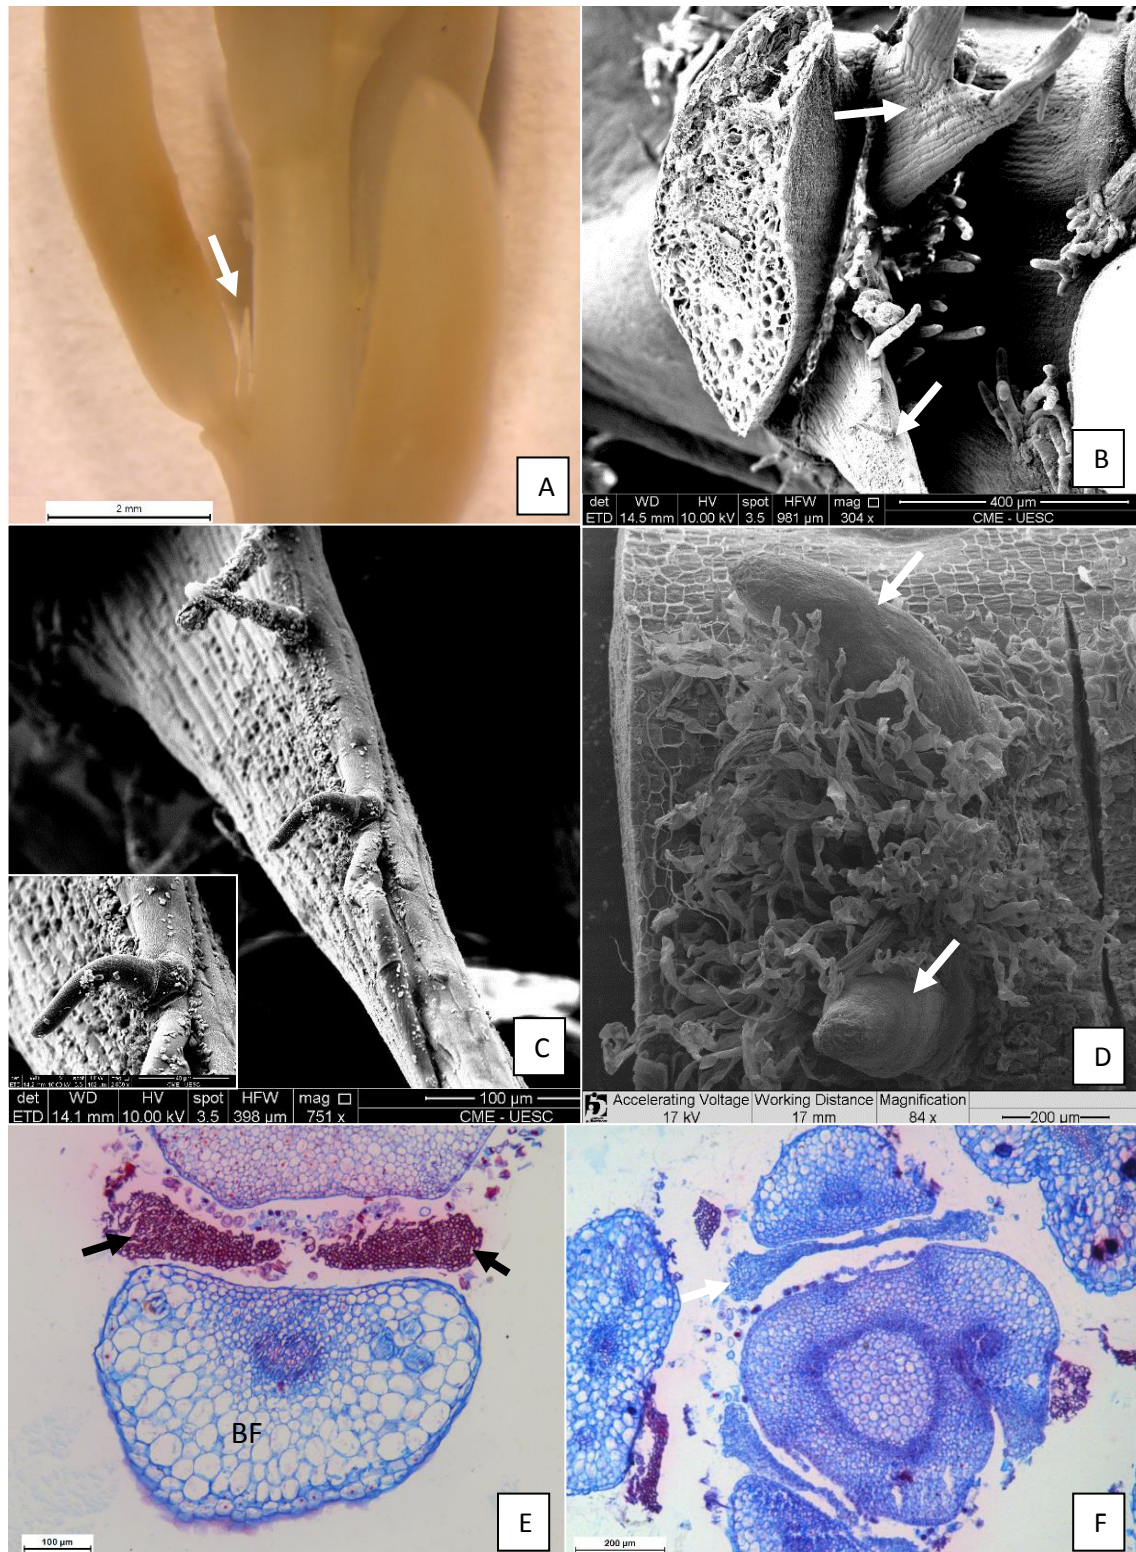 A
2 mm
B
det WD HV spot HFW mag 400 µm
ETD 14.5 mm 10.00 kV 3.5 981 µm 304 x CME - UESC
C
det WD HV spot HFW mag 100 µm
ETD 14.1 mm 10.00 kV 3.5 398 µm 751 x CME - UESC
D
Accelerating Voltage Working Distance Magnification
17 kV 17 mm 84 x 200 µm
BF
E
100 µm
F
200 µm